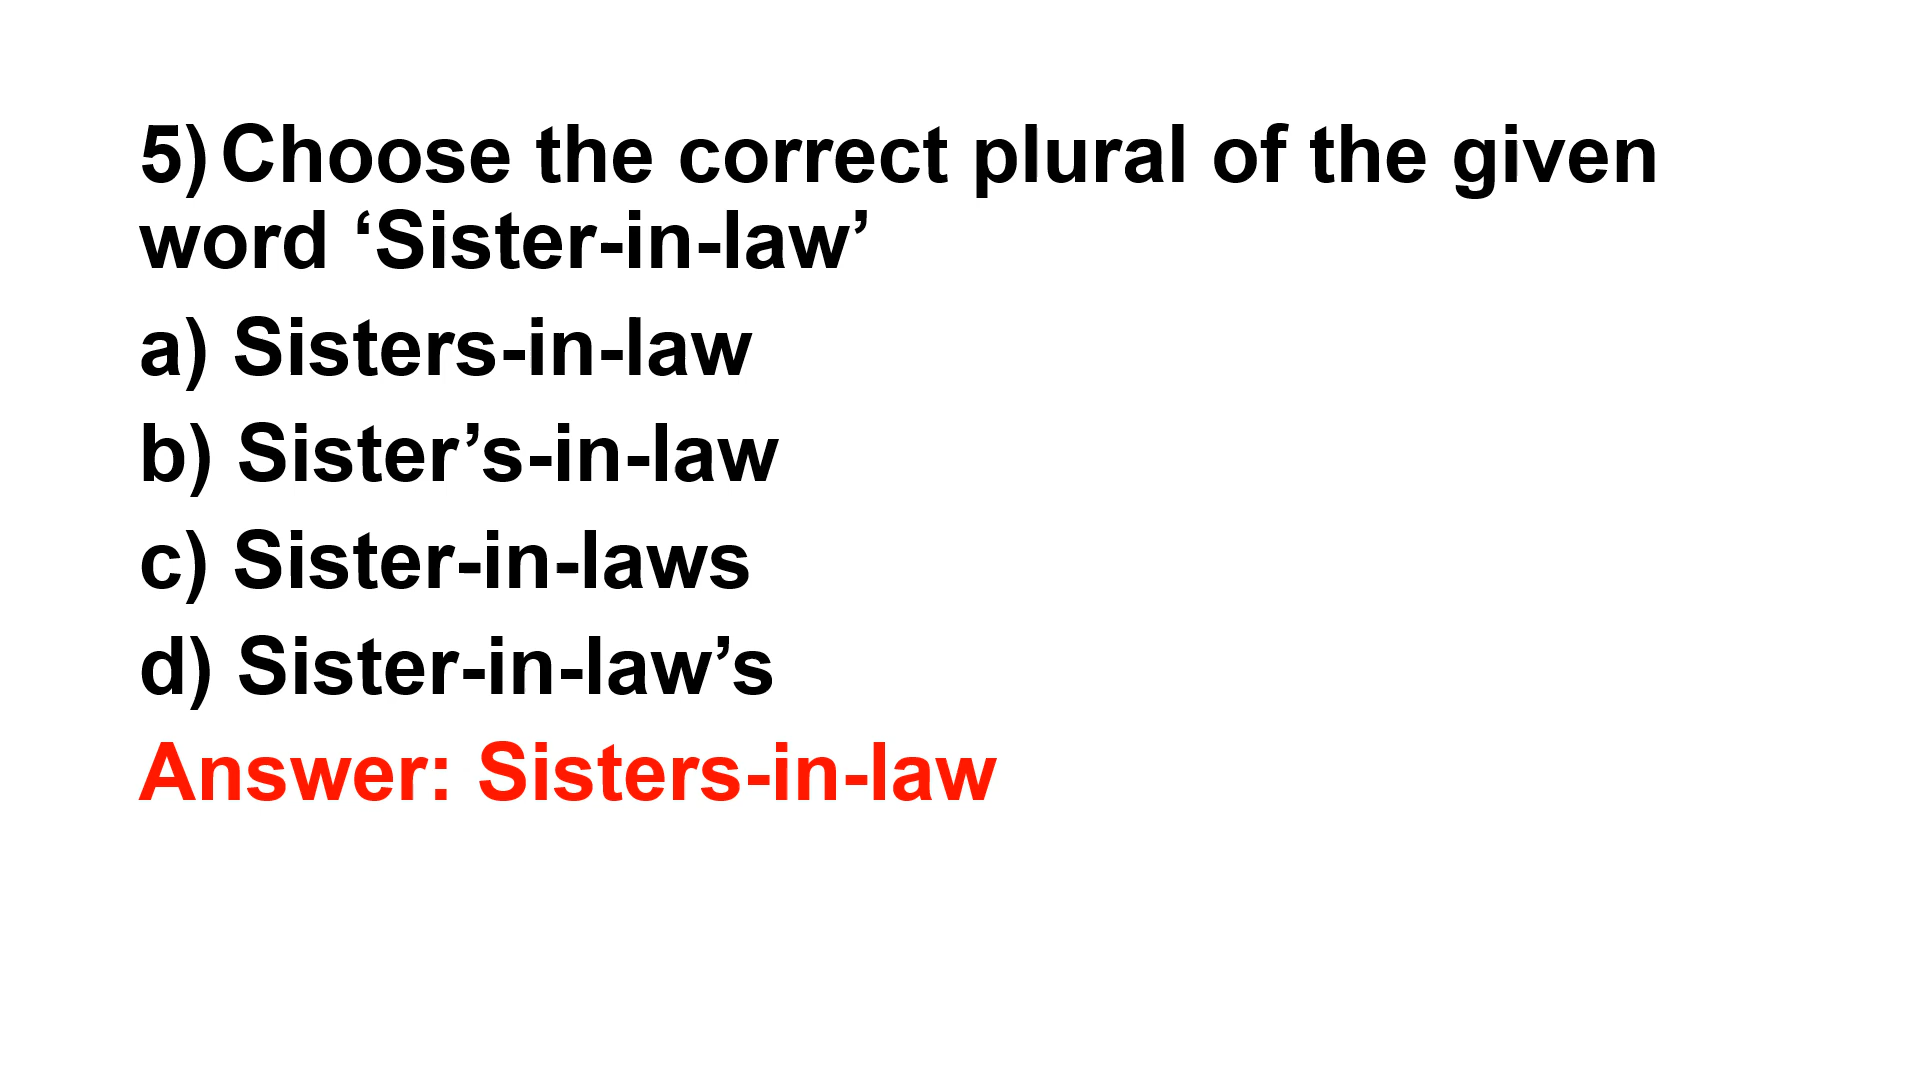 5) Choose the correct plural of the given
word ‘Sister-in-law’
a) Sisters-in-law
b) Sister’s-in-law
c) Sister-in-laws
d) Sister-in-law’s
Answer: Sisters-in-law